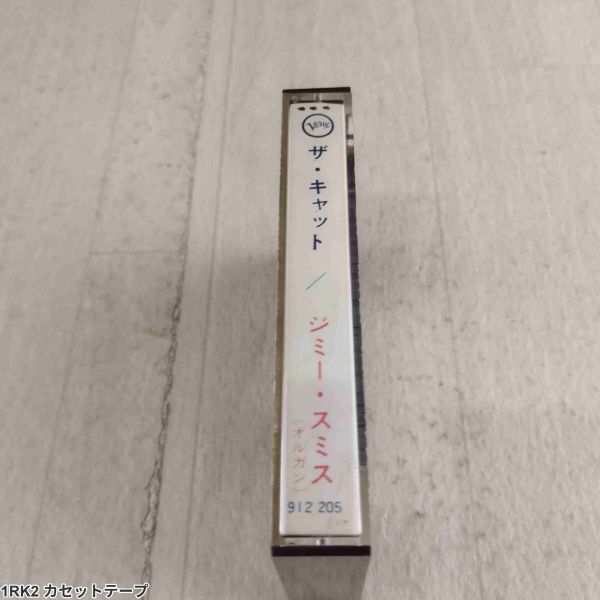 Verve
ザ・キャット／ジミー・スミス
(オルガン)
912 205
1RK2 カセットテープ